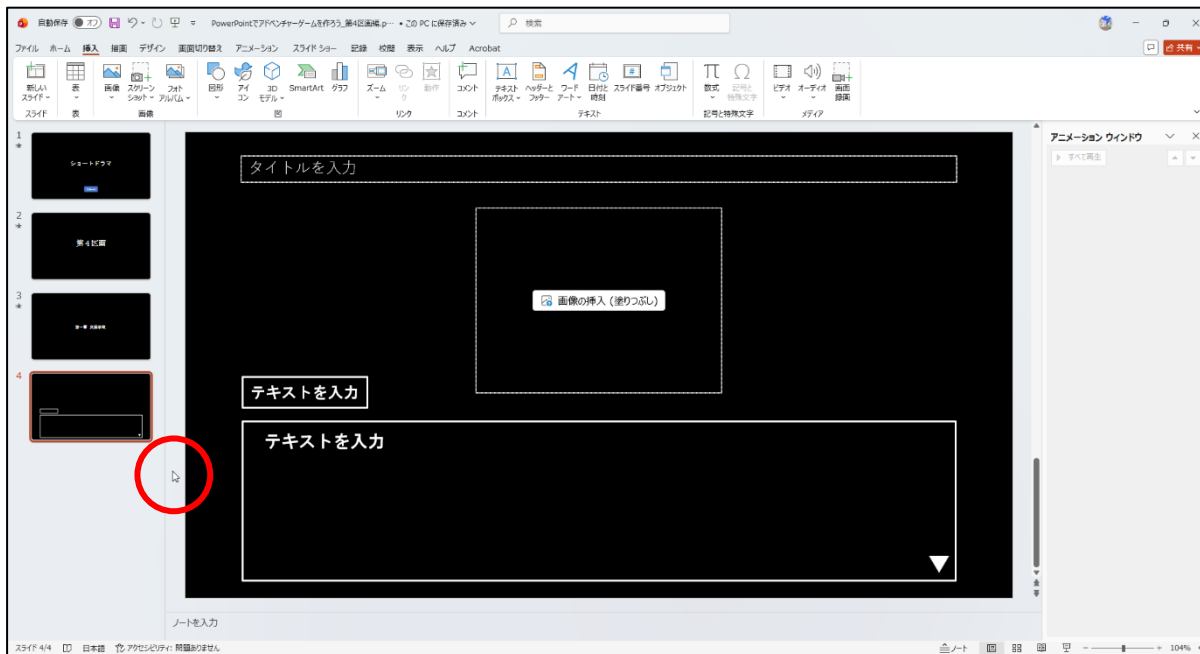 自動保存 オフ PowerPointでアドベンチャーゲームを作ろう_第4区画編.p… • この PC に保存済み 検索
ファイル ホーム 挿入 描画 デザイン 画面切り替え アニメーション スライド ショー 記録 校閲 表示 ヘルプ Acrobat 共有
新しい スライド 表 画像 スクリーン ショット フォト アルバム 図形 アイコン 3D モデル SmartArt グラフ ズーム リンク 動作 コメント テキスト ボックス ヘッダーと フッター ワード アート 日付と 時刻 スライド番号 オブジェクト 数式 記号と 特殊文字 ビデオ オーディオ 画面 録画
スライド 表 画像 図 リンク コメント テキスト 記号と特殊文字 メディア
1
ショートドラマ
2
第4区画
3
4
タイトルを入力
画像の挿入 (塗りつぶし)
テキストを入力
テキストを入力
アニメーション ウィンドウ
すべて再生
ノートを入力
スライド 4/4 日本語 アクセシビリティ: 問題ありません ノート 104%